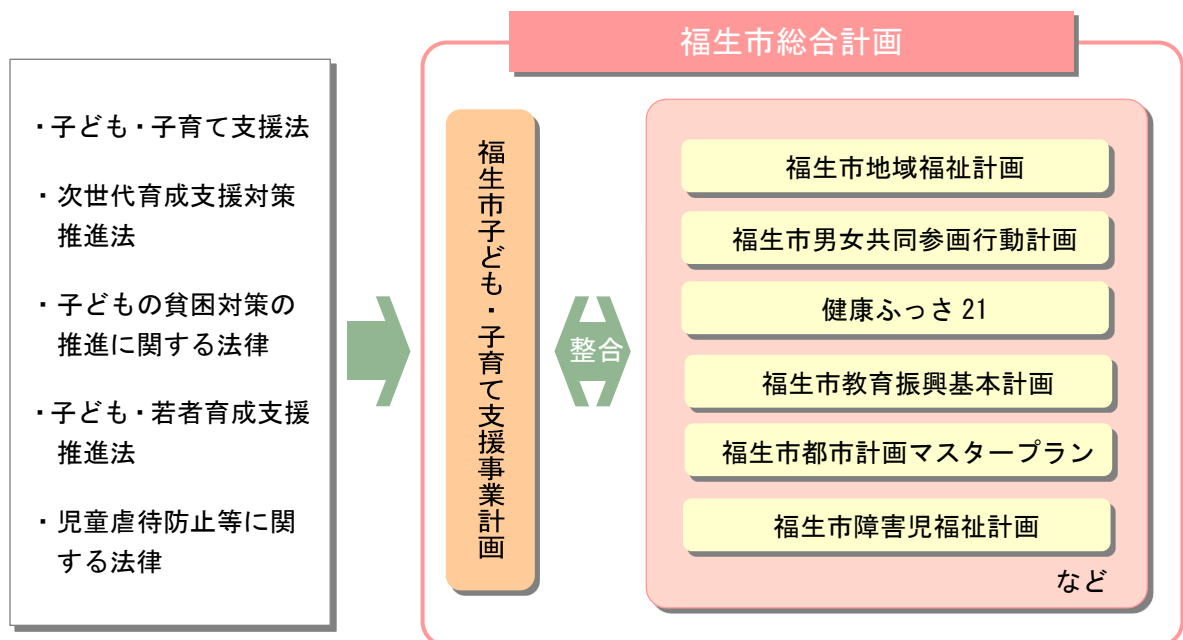 福生市総合計画
・子ども・子育て支援法
・次世代育成支援対策
推進法
・子どもの貧困対策の
推進に関する法律
・子ども・若者育成支援
推進法
・児童虐待防止等に関
する法律
福生市子ども・子育て支援事業計画
整合
福生市地域福祉計画
福生市男女共同参画行動計画
健康ふっさ 21
福生市教育振興基本計画
福生市都市計画マスタープラン
福生市障害児福祉計画
など